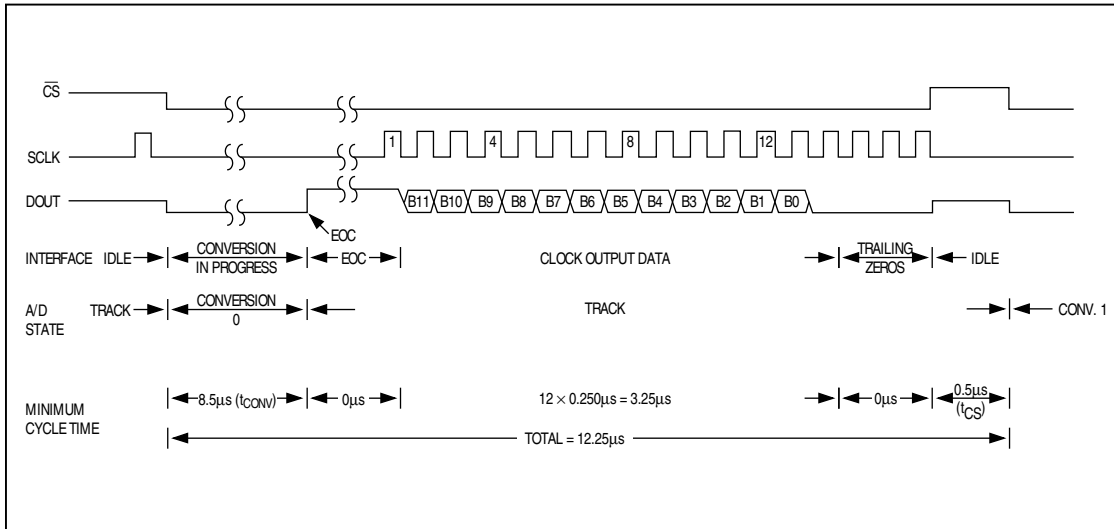 CS
SCLK
1 4 8 12
DOUT
B11 B10 B9 B8 B7 B6 B5 B4 B3 B2 B1 B0
EOC
INTERFACE IDLE CONVERSION IN PROGRESS EOC CLOCK OUTPUT DATA TRAILING ZEROS IDLE
A/D STATE TRACK CONVERSION 0 TRACK CONV. 1
MINIMUM CYCLE TIME 8.5µs (tCONV) 0µs 12 × 0.250µs = 3.25µs 0µs 0.5µs (tCS)
TOTAL = 12.25µs